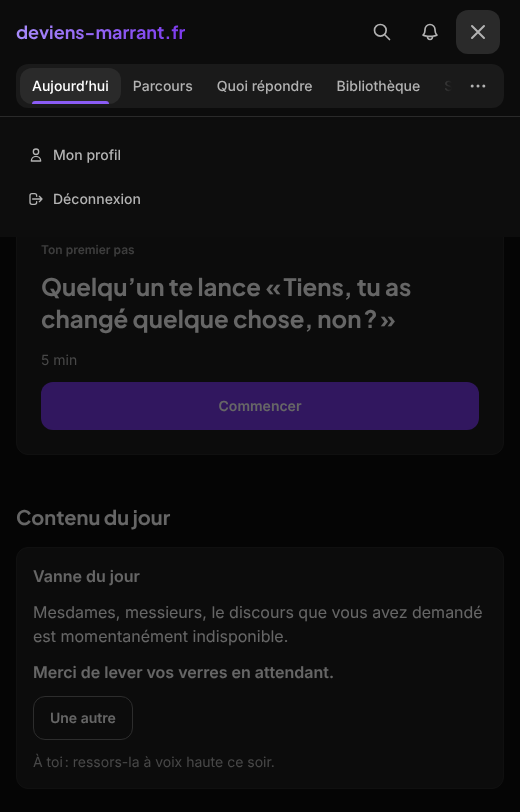 deviens-marrant.fr
Aujourd’hui Parcours Quoi répondre Bibliothèque
Mon profil
Déconnexion
Ton premier pas
Quelqu’un te lance « Tiens, tu as
changé quelque chose, non ? »
5 min
Commencer
Contenu du jour
Vanne du jour
Mesdames, messieurs, le discours que vous avez demandé
est momentanément indisponible.
Merci de lever vos verres en attendant.
Une autre
À toi : ressors-la à voix haute ce soir.